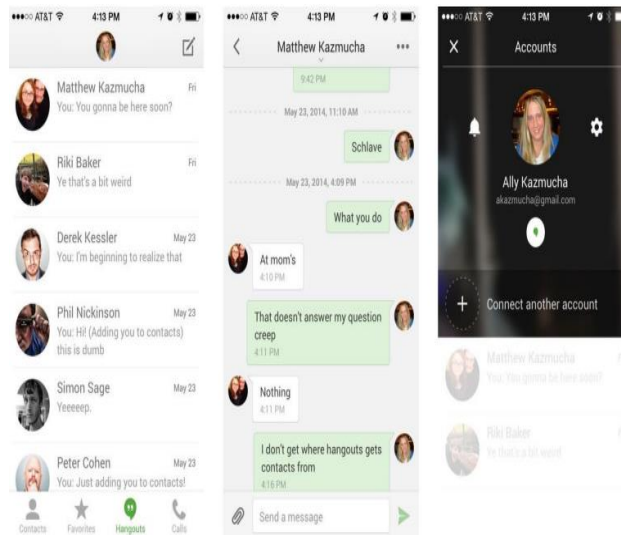 AT&T 4:13 PM
Matthew Kazmucha Fri
You: You gonna be here soon?
Riki Baker Fri
Ye that's a bit weird
Derek Kessler May 23
You: I'm beginning to realize that
Phil Nickinson May 23
You: Hi! (Adding you to contacts)
this is dumb
Simon Sage May 23
Yeeeeep.
Peter Cohen May 23
You: Just adding you to contacts!
Contacts Favorites Hangouts Calls
AT&T 4:13 PM
Matthew Kazmucha
9:42 PM
May 23, 2014, 11:10 AM
Schlave
May 23, 2014, 4:09 PM
What you do
At mom's
4:10 PM
That doesn't answer my question
creep
4:11 PM
Nothing
4:11 PM
I don't get where hangouts gets
contacts from
4:16 PM
Send a message
AT&T 4:13 PM
Accounts
Ally Kazmucha
akazmucha@gmail.com
Connect another account
Matthew Kazmucha
You: You gonna be here soon?
Riki Baker
Ye that's a bit weird